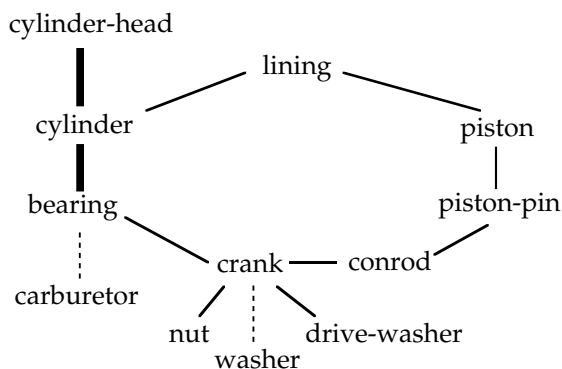 cylinder-head
lining
cylinder
piston
bearing
piston-pin
crank
conrod
carburetor
nut
drive-washer
washer